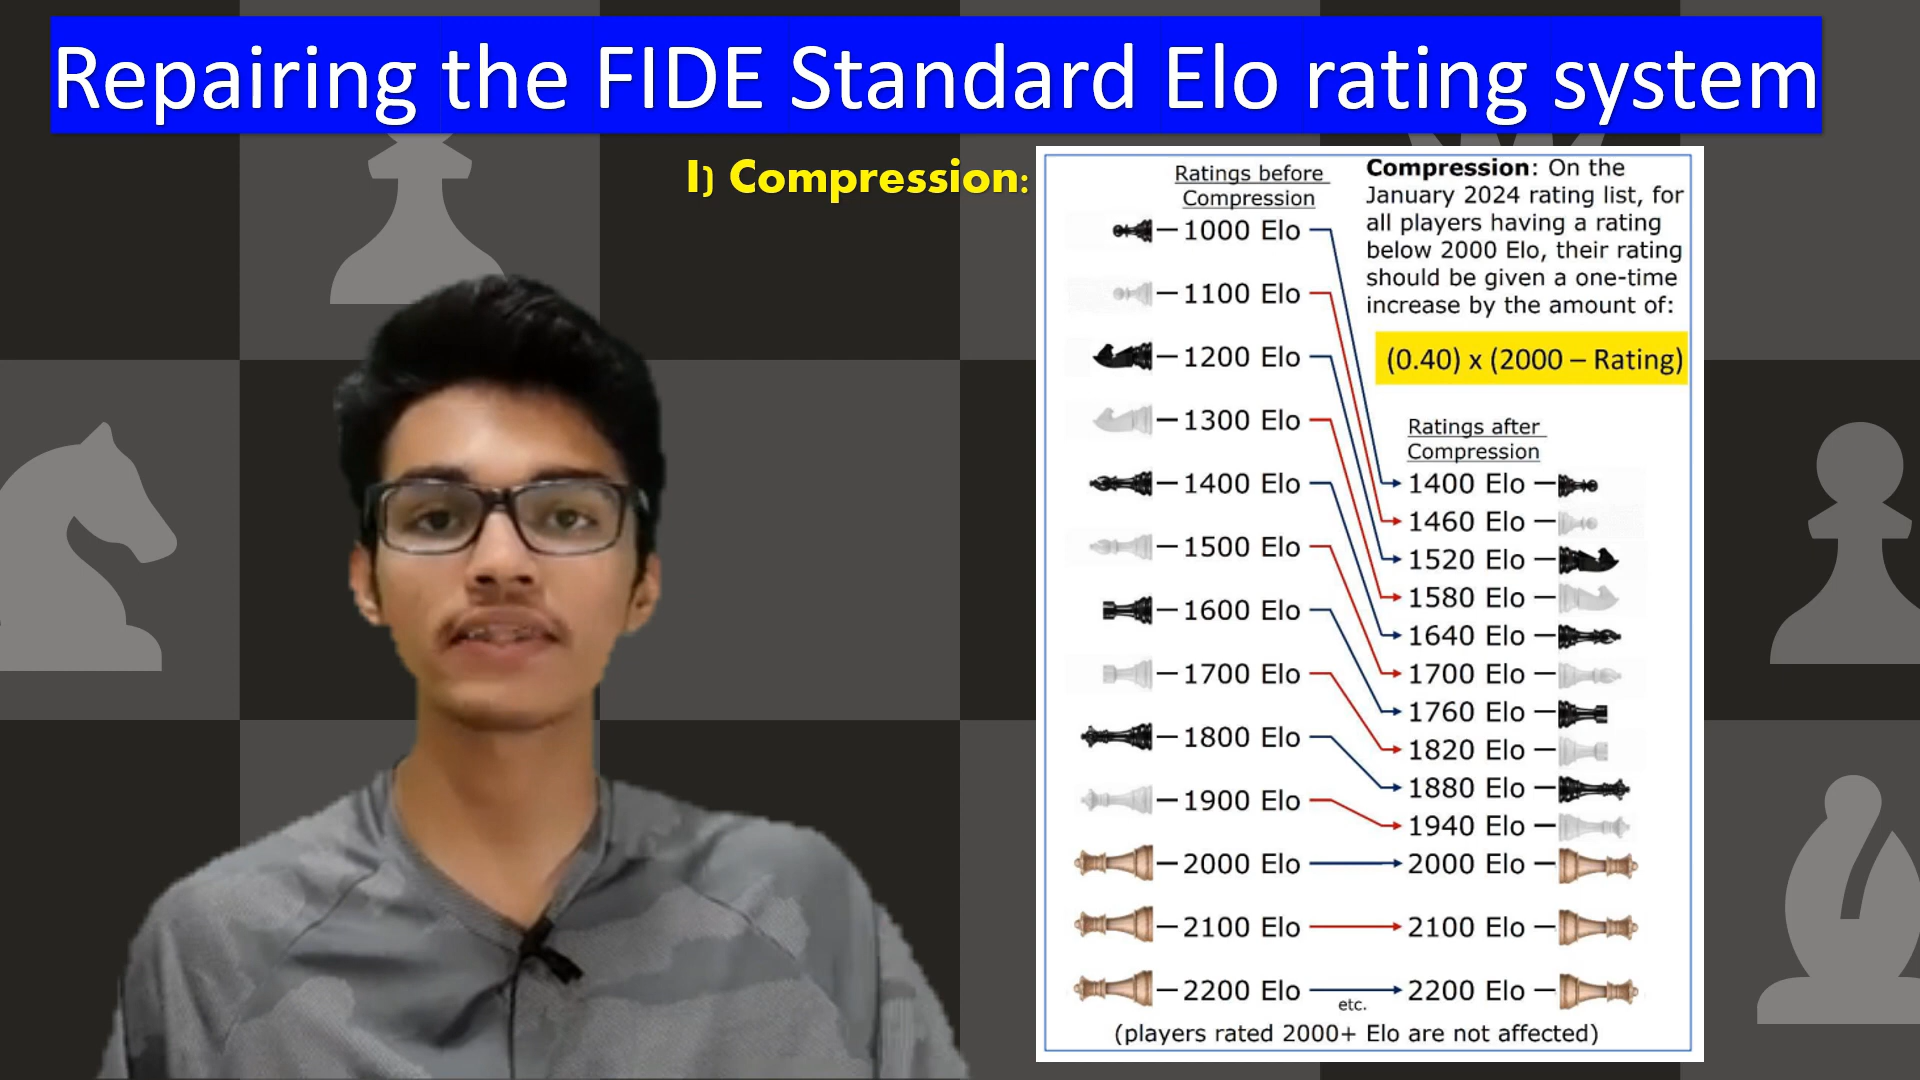 Repairing the FIDE Standard Elo rating system
I) Compression:
Ratings before
Compression
Compression: On the
January 2024 rating list, for
all players having a rating
below 2000 Elo, their rating
should be given a one-time
increase by the amount of:
(0.40) x (2000 – Rating)
1000 Elo
1100 Elo
1200 Elo
1300 Elo
1400 Elo
1500 Elo
1600 Elo
1700 Elo
1800 Elo
1900 Elo
2000 Elo
2100 Elo
2200 Elo
Ratings after
Compression
1400 Elo
1460 Elo
1520 Elo
1580 Elo
1640 Elo
1700 Elo
1760 Elo
1820 Elo
1880 Elo
1940 Elo
2000 Elo
2100 Elo
2200 Elo
etc.
(players rated 2000+ Elo are not affected)